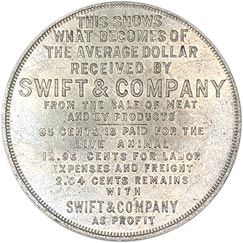 THIS SHOWS
WHAT BECOMES OF
THE AVERAGE DOLLAR
RECEIVED BY
SWIFT & COMPANY
FROM THE SALE OF MEAT
AND BY PRODUCTS
85 CENTS IS PAID FOR THE
LIVE ANIMAL
12.96 CENTS FOR LABOR
EXPENSES AND FREIGHT
2.04 CENTS REMAINS
WITH
SWIFT & COMPANY
AS PROFIT